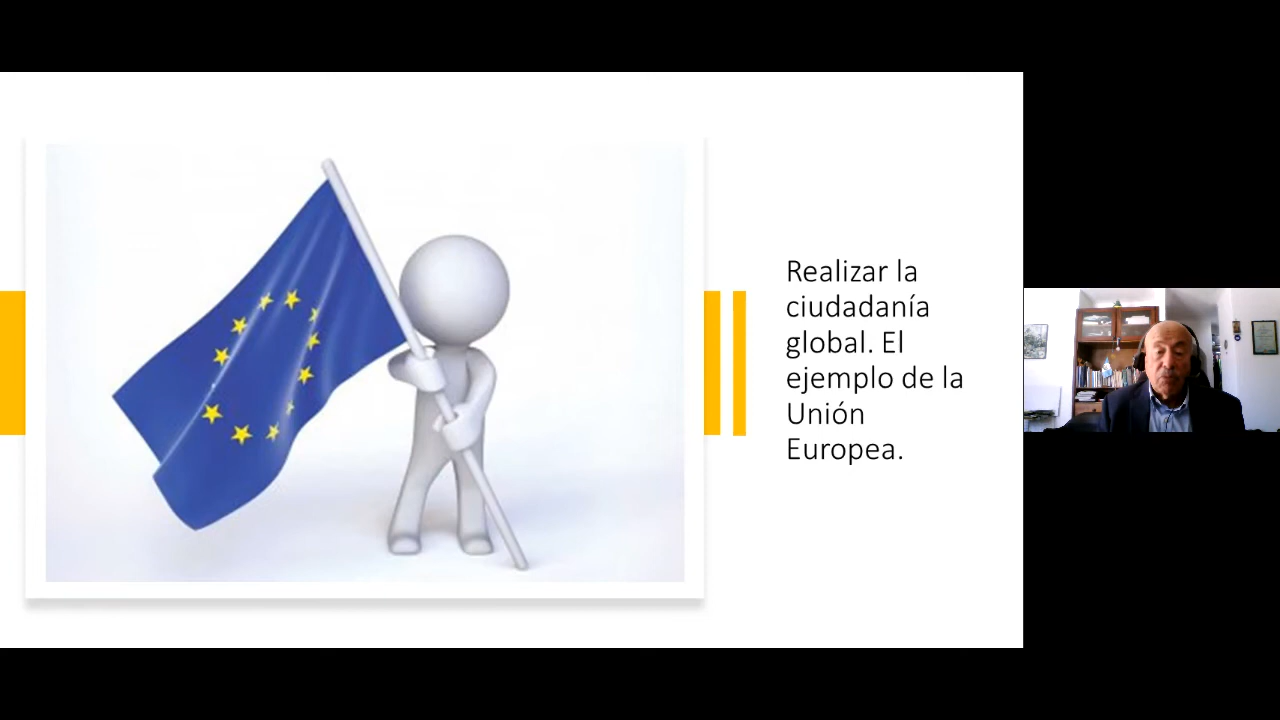 Realizar la
ciudadanía
global. El
ejemplo de la
Unión
Europea.